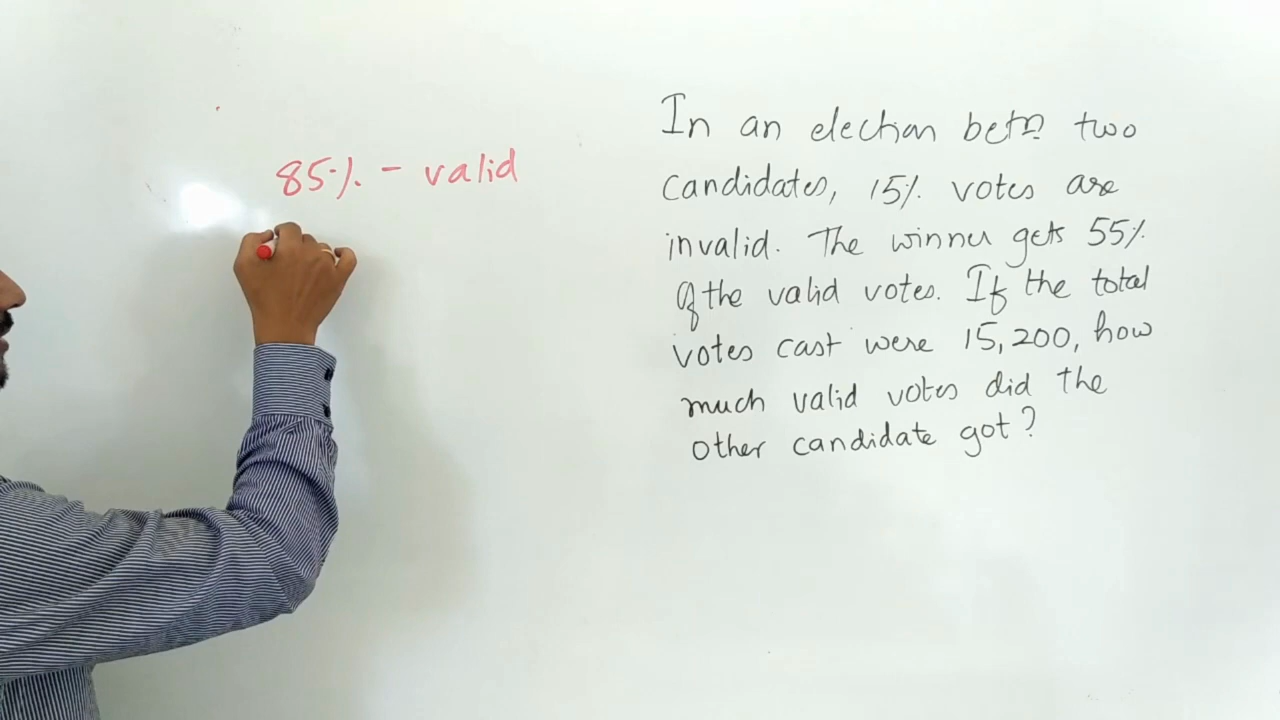 85% - valid
In an election betn two
candidates, 15% votes are
invalid. The winner gets 55%
of the valid votes. If the total
votes cast were 15,200, how
much valid votes did the
other candidate got?